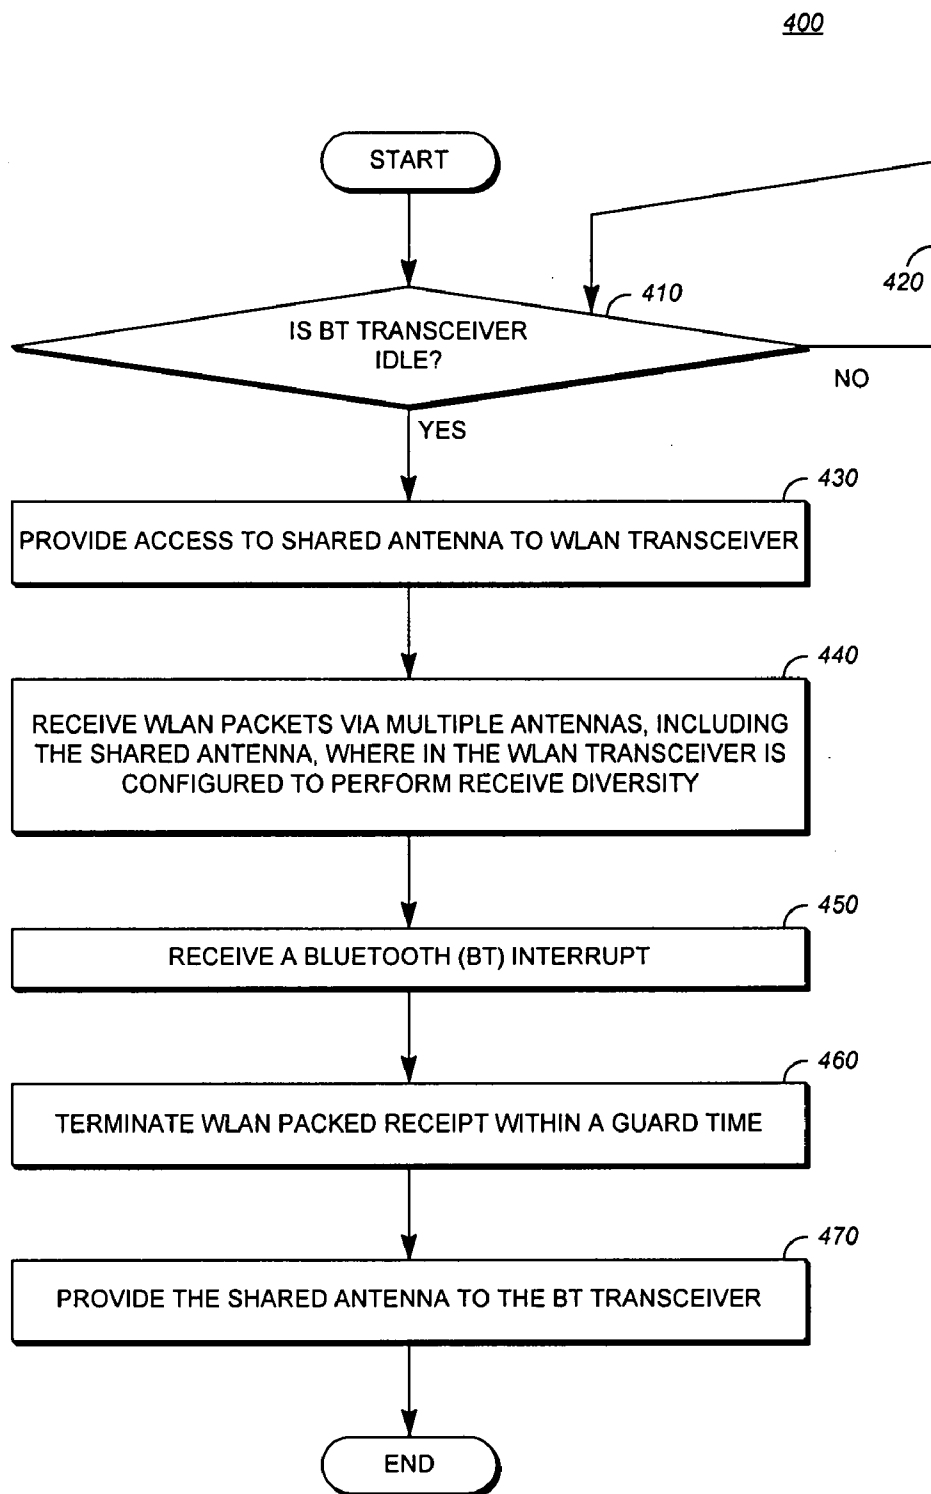 400
START
410
420
IS BT TRANSCEIVER
IDLE?
NO
YES
430
PROVIDE ACCESS TO SHARED ANTENNA TO WLAN TRANSCEIVER
440
RECEIVE WLAN PACKETS VIA MULTIPLE ANTENNAS, INCLUDING
THE SHARED ANTENNA, WHERE IN THE WLAN TRANSCEIVER IS
CONFIGURED TO PERFORM RECEIVE DIVERSITY
450
RECEIVE A BLUETOOTH (BT) INTERRUPT
460
TERMINATE WLAN PACKED RECEIPT WITHIN A GUARD TIME
470
PROVIDE THE SHARED ANTENNA TO THE BT TRANSCEIVER
END